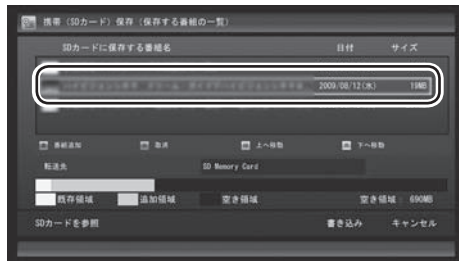 携帯（SDカード）保存（保存する番組の一覧）
SDカードに保存する番組名 日付 サイズ
2009/08/12(水) 19MB
番組追加 取消 上へ移動 下へ移動
転送先 SD Memory Card
既存領域 追加領域 空き領域 空き領域： 690MB
SDカードを参照 書き込み キャンセル